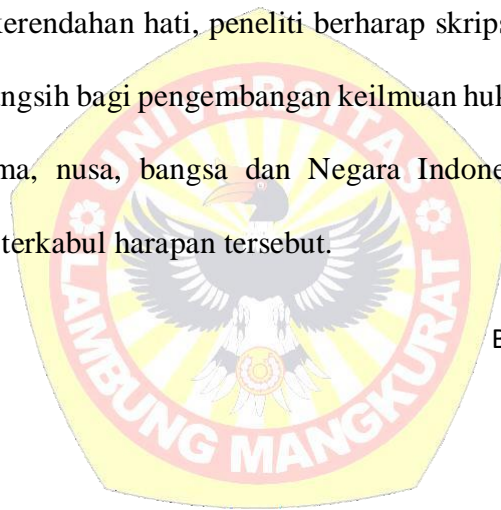 kerendahan hati, peneliti berharap skrips
ngsih bagi pengembangan keilmuan huk
ma, nusa, bangsa dan Negara Indone
terkabul harapan tersebut.
UNIVERSITAS
LAMBUNG MANGKURAT